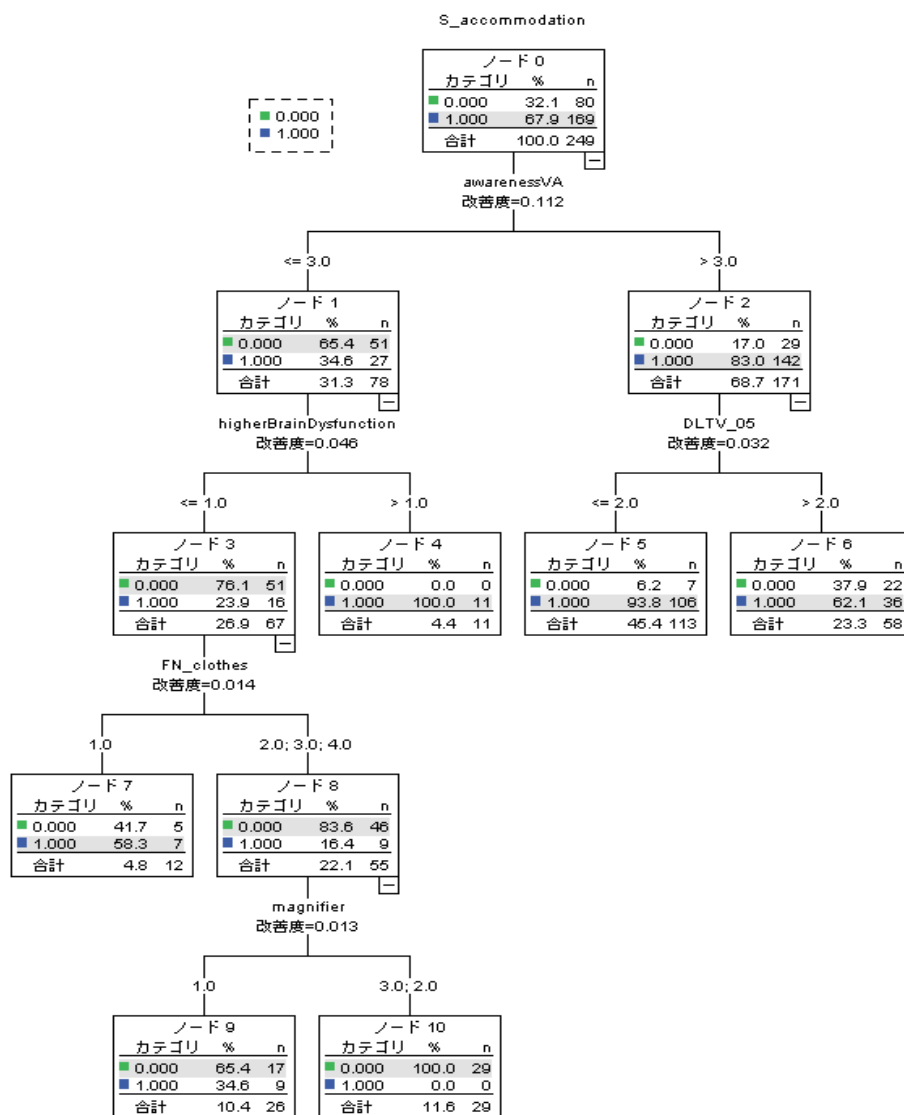 S_accommodation
ノード 0
カテゴリ % n
0.000 32.1 80
1.000 67.9 169
合計 100.0 249
0.000
1.000
awarenessVA
改善度=0.112
<= 3.0
> 3.0
ノード 1
カテゴリ % n
0.000 65.4 51
1.000 34.6 27
合計 31.3 78
ノード 2
カテゴリ % n
0.000 17.0 29
1.000 83.0 142
合計 68.7 171
higherBrainDysfunction
改善度=0.046
DLTV_05
改善度=0.032
<= 1.0
> 1.0
<= 2.0
> 2.0
ノード 3
カテゴリ % n
0.000 76.1 51
1.000 23.9 16
合計 26.9 67
ノード 4
カテゴリ % n
0.000 0.0 0
1.000 100.0 11
合計 4.4 11
ノード 5
カテゴリ % n
0.000 6.2 7
1.000 93.8 106
合計 45.4 113
ノード 6
カテゴリ % n
0.000 37.9 22
1.000 62.1 36
合計 23.3 58
FN_clothes
改善度=0.014
1.0
2.0; 3.0; 4.0
ノード 7
カテゴリ % n
0.000 41.7 5
1.000 58.3 7
合計 4.8 12
ノード 8
カテゴリ % n
0.000 83.6 46
1.000 16.4 9
合計 22.1 55
magnifier
改善度=0.013
1.0
3.0; 2.0
ノード 9
カテゴリ % n
0.000 65.4 17
1.000 34.6 9
合計 10.4 26
ノード 10
カテゴリ % n
0.000 100.0 29
1.000 0.0 0
合計 11.6 29